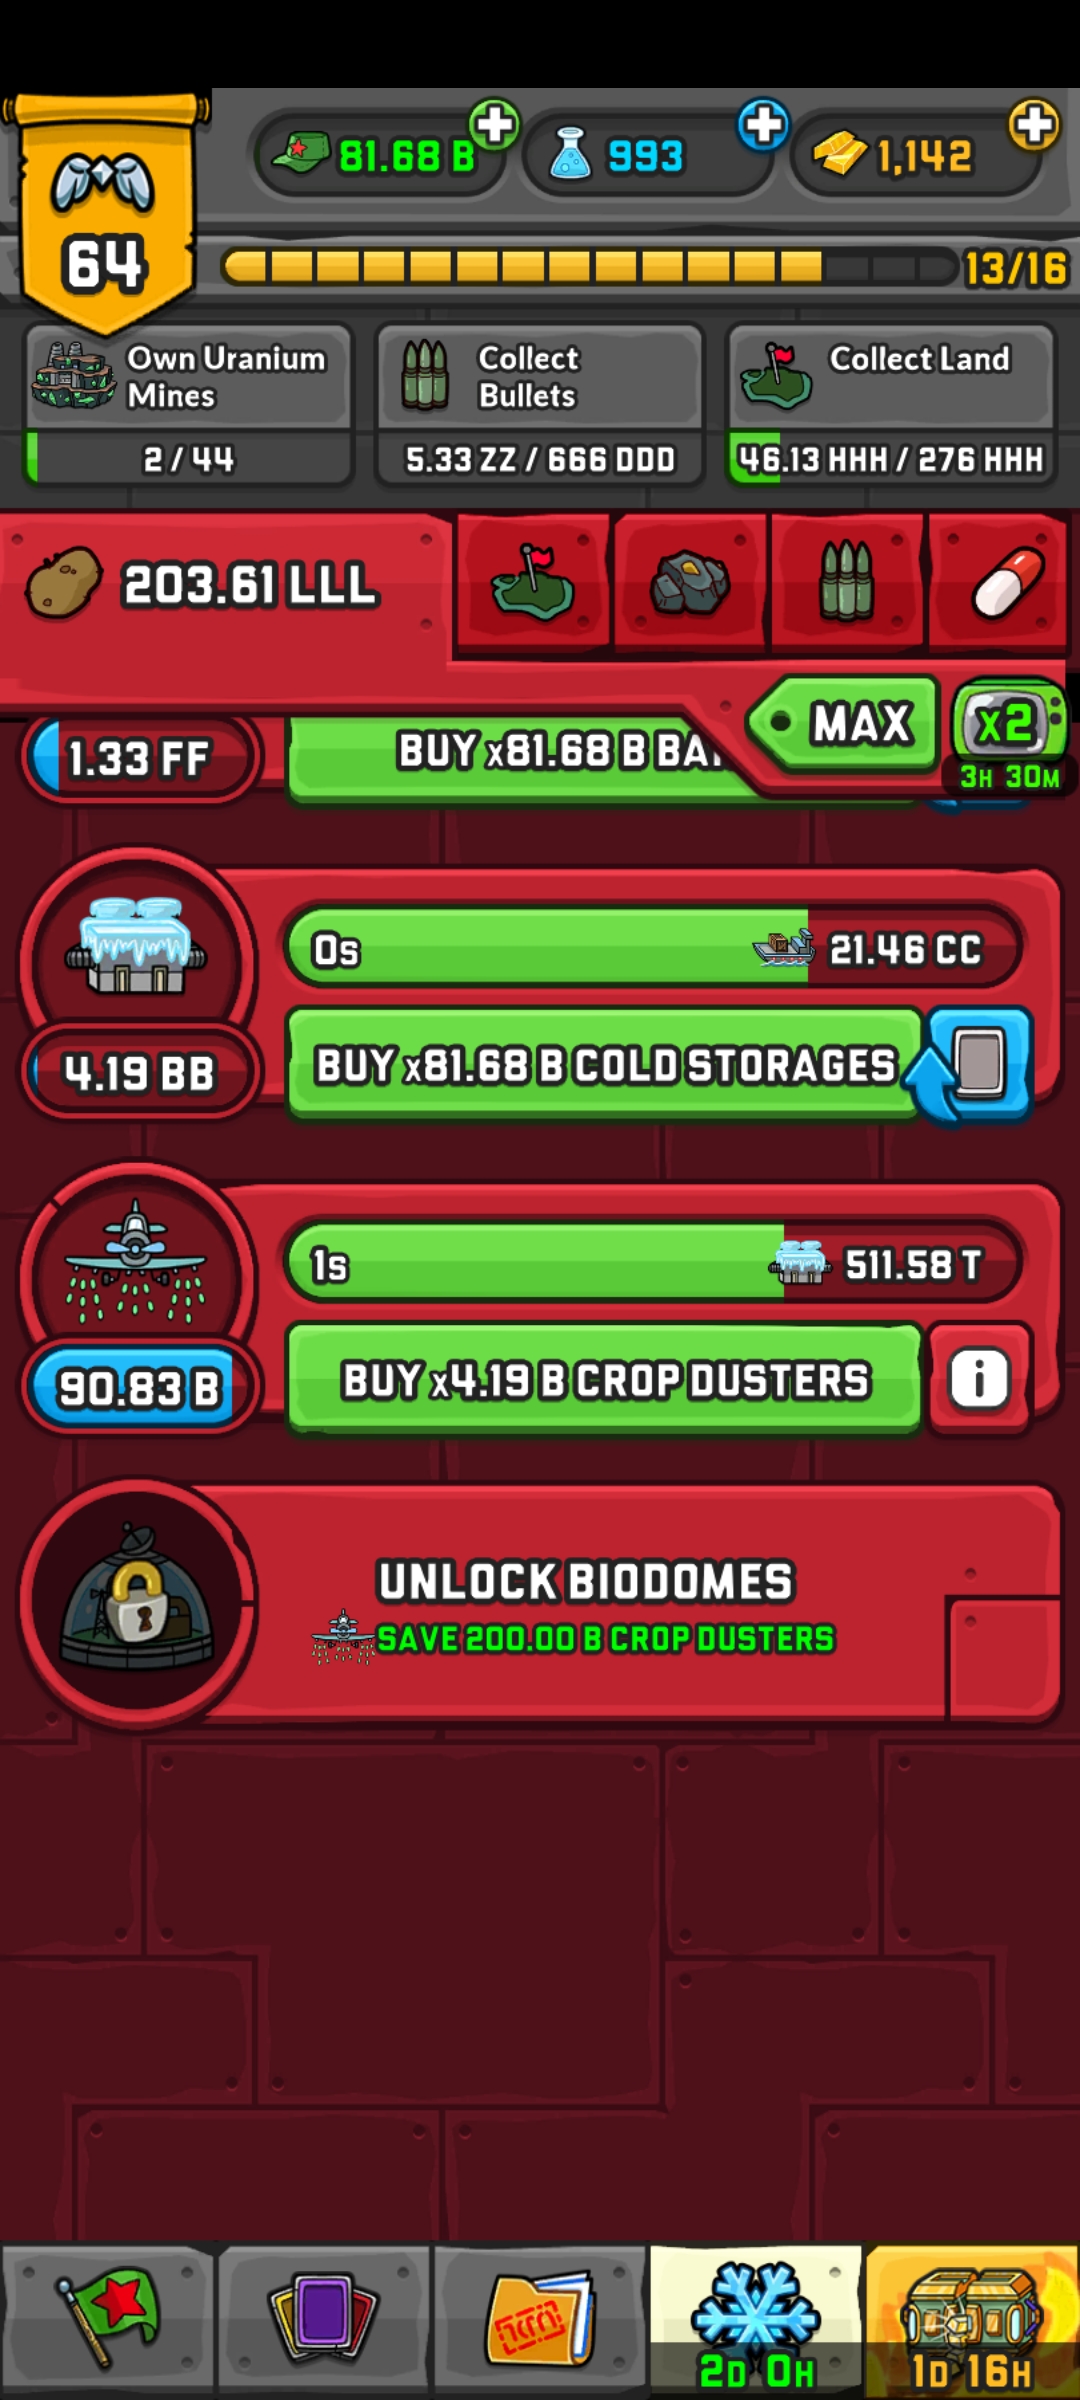 81.68 B
993
1,142
64
13/16
Own Uranium
Mines
2 / 44
Collect
Bullets
5.33 ZZ / 666 DDD
Collect Land
46.13 HHH / 276 HHH
203.61 LLL
MAX
X2
3H 30M
1.33 FF
BUY x81.68 B
0s
21.46 CC
4.19 BB
BUY x81.68 B COLD STORAGES
1s
511.58 T
90.83 B
BUY x4.19 B CROP DUSTERS
i
UNLOCK BIODOMES
SAVE 200.00 B CROP DUSTERS
2D 0H
1D 16H